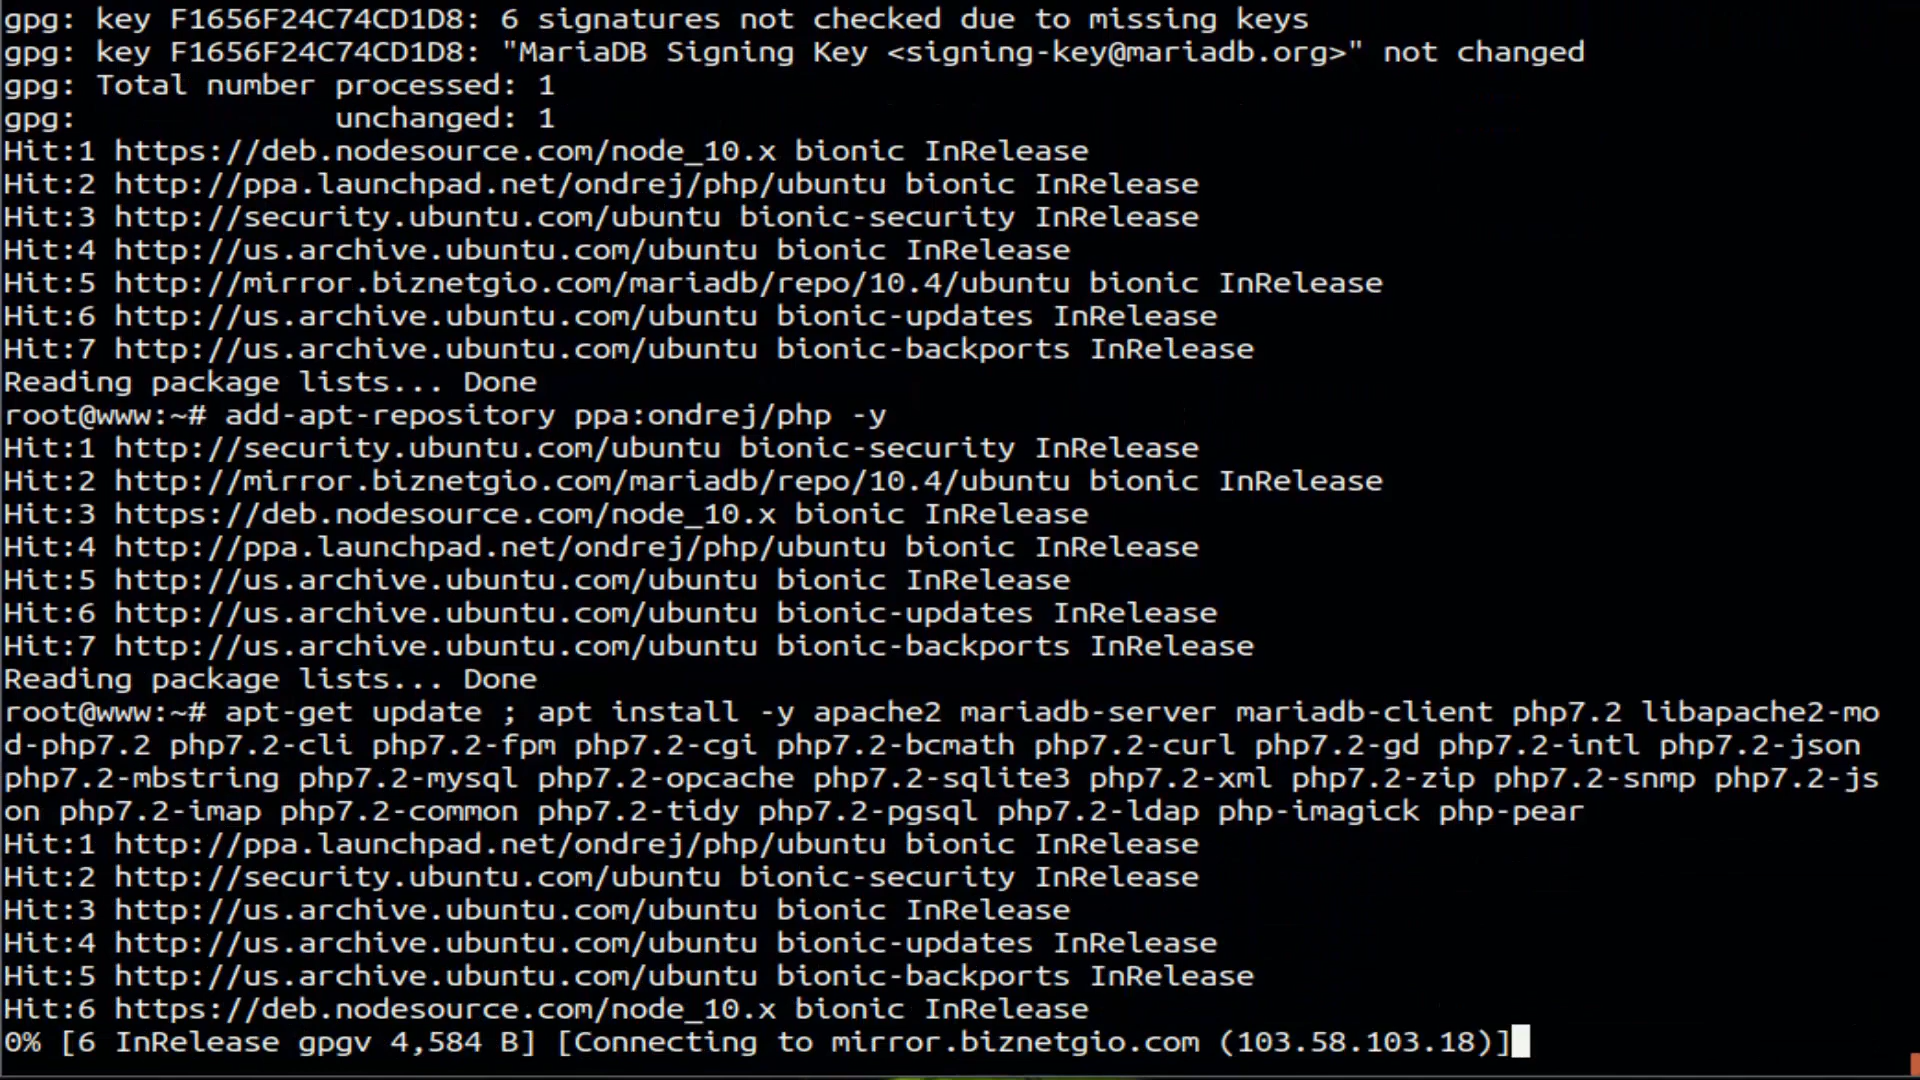 gpg: key F1656F24C74CD1D8: 6 signatures not checked due to missing keys
gpg: key F1656F24C74CD1D8: "MariaDB Signing Key <signing-key@mariadb.org>" not changed
gpg: Total number processed: 1
gpg:              unchanged: 1
Hit:1 https://deb.nodesource.com/node_10.x bionic InRelease
Hit:2 http://ppa.launchpad.net/ondrej/php/ubuntu bionic InRelease
Hit:3 http://security.ubuntu.com/ubuntu bionic-security InRelease
Hit:4 http://us.archive.ubuntu.com/ubuntu bionic InRelease
Hit:5 http://mirror.biznetgio.com/mariadb/repo/10.4/ubuntu bionic InRelease
Hit:6 http://us.archive.ubuntu.com/ubuntu bionic-updates InRelease
Hit:7 http://us.archive.ubuntu.com/ubuntu bionic-backports InRelease
Reading package lists... Done
root@www:~# add-apt-repository ppa:ondrej/php -y
Hit:1 http://security.ubuntu.com/ubuntu bionic-security InRelease
Hit:2 http://mirror.biznetgio.com/mariadb/repo/10.4/ubuntu bionic InRelease
Hit:3 https://deb.nodesource.com/node_10.x bionic InRelease
Hit:4 http://ppa.launchpad.net/ondrej/php/ubuntu bionic InRelease
Hit:5 http://us.archive.ubuntu.com/ubuntu bionic InRelease
Hit:6 http://us.archive.ubuntu.com/ubuntu bionic-updates InRelease
Hit:7 http://us.archive.ubuntu.com/ubuntu bionic-backports InRelease
Reading package lists... Done
root@www:~# apt-get update ; apt install -y apache2 mariadb-server mariadb-client php7.2 libapache2-mo
d-php7.2 php7.2-cli php7.2-fpm php7.2-cgi php7.2-bcmath php7.2-curl php7.2-gd php7.2-intl php7.2-json
php7.2-mbstring php7.2-mysql php7.2-opcache php7.2-sqlite3 php7.2-xml php7.2-zip php7.2-snmp php7.2-js
on php7.2-imap php7.2-common php7.2-tidy php7.2-pgsql php7.2-ldap php-imagick php-pear
Hit:1 http://ppa.launchpad.net/ondrej/php/ubuntu bionic InRelease
Hit:2 http://security.ubuntu.com/ubuntu bionic-security InRelease
Hit:3 http://us.archive.ubuntu.com/ubuntu bionic InRelease
Hit:4 http://us.archive.ubuntu.com/ubuntu bionic-updates InRelease
Hit:5 http://us.archive.ubuntu.com/ubuntu bionic-backports InRelease
Hit:6 https://deb.nodesource.com/node_10.x bionic InRelease
0% [6 InRelease gpgv 4,584 B] [Connecting to mirror.biznetgio.com (103.58.103.18)]